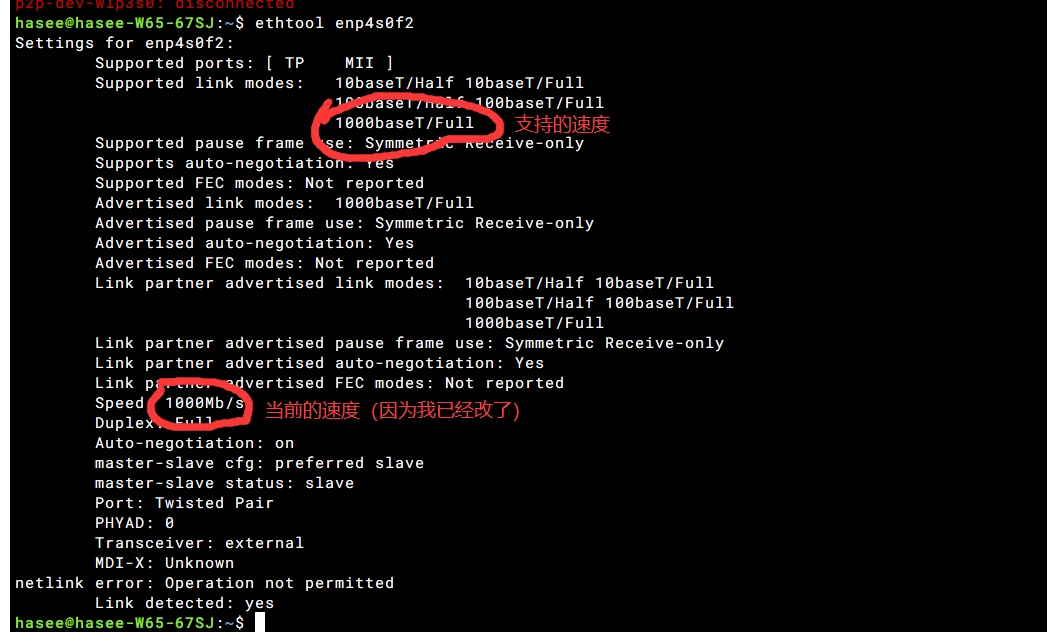 p2p-dev-wlp3s0: disconnected
hasee@hasee-W65-67SJ:~$ ethtool enp4s0f2
Settings for enp4s0f2:
Supported ports: [ TP    MII ]
Supported link modes:   10baseT/Half 10baseT/Full
100baseT/Half 100baseT/Full
1000baseT/Full 支持的速度
Supported pause frame use: Symmetric Receive-only
Supports auto-negotiation: Yes
Supported FEC modes: Not reported
Advertised link modes:  1000baseT/Full
Advertised pause frame use: Symmetric Receive-only
Advertised auto-negotiation: Yes
Advertised FEC modes: Not reported
Link partner advertised link modes:  10baseT/Half 10baseT/Full
100baseT/Half 100baseT/Full
1000baseT/Full
Link partner advertised pause frame use: Symmetric Receive-only
Link partner advertised auto-negotiation: Yes
Link partner advertised FEC modes: Not reported
Speed: 1000Mb/s 当前的速度（因为我已经改了）
Duplex: Full
Auto-negotiation: on
master-slave cfg: preferred slave
master-slave status: slave
Port: Twisted Pair
PHYAD: 0
Transceiver: external
MDI-X: Unknown
netlink error: Operation not permitted
Link detected: yes
hasee@hasee-W65-67SJ:~$